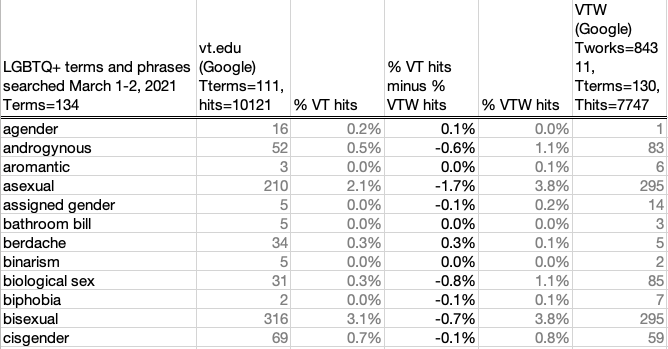 LGBTQ+ terms and phrases searched March 1-2, 2021 Terms=134 | vt.edu (Google) Tterms=111, hits=10121 | % VT hits | % VT hits minus % VTW hits | % VTW hits | VTW (Google) Tworks=84311, Tterms=130, Thits=7747
agender 16 0.2% 0.1% 0.0% 1
androgynous 52 0.5% -0.6% 1.1% 83
aromantic 3 0.0% 0.0% 0.1% 6
asexual 210 2.1% -1.7% 3.8% 295
assigned gender 5 0.0% -0.1% 0.2% 14
bathroom bill 5 0.0% 0.0% 0.0% 3
berdache 34 0.3% 0.3% 0.1% 5
binarism 5 0.0% 0.0% 0.0% 2
biological sex 31 0.3% -0.8% 1.1% 85
biphobia 2 0.0% -0.1% 0.1% 7
bisexual 316 3.1% -0.7% 3.8% 295
cisgender 69 0.7% -0.1% 0.8% 59